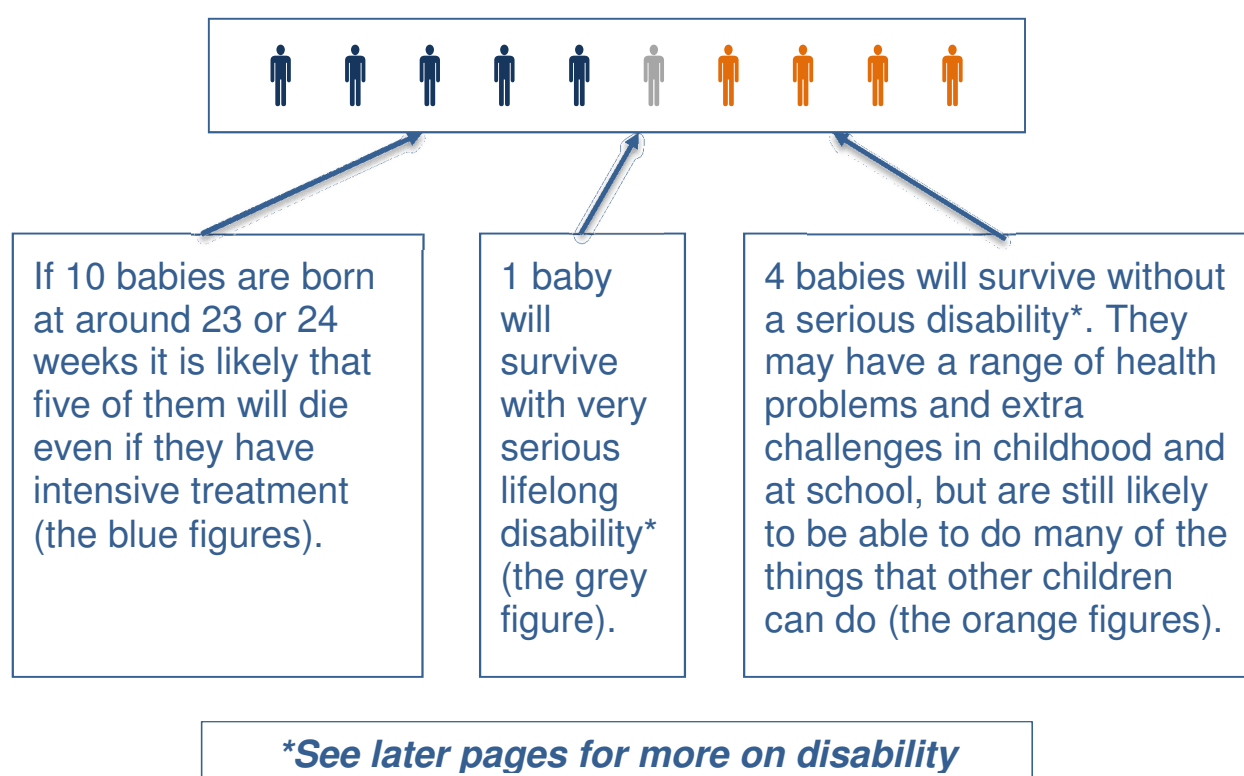 If 10 babies are born
at around 23 or 24
weeks it is likely that
five of them will die
even if they have
intensive treatment
(the blue figures).
1 baby
will
survive
with very
serious
lifelong
disability*
(the grey
figure).
4 babies will survive without
a serious disability*. They
may have a range of health
problems and extra
challenges in childhood and
at school, but are still likely
to be able to do many of the
things that other children
can do (the orange figures).
*See later pages for more on disability